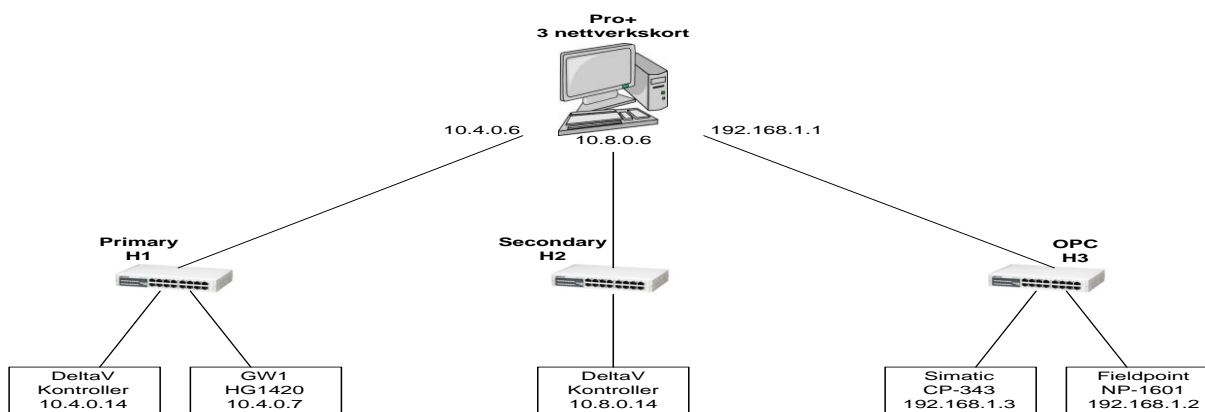 Pro+
3 nettverkskort
10.4.0.6
10.8.0.6
192.168.1.1
Primary
H1
Secondary
H2
OPC
H3
DeltaV
Kontroller
10.4.0.14
GW1
HG1420
10.4.0.7
DeltaV
Kontroller
10.8.0.14
Simatic
CP-343
192.168.1.3
Fieldpoint
NP-1601
192.168.1.2